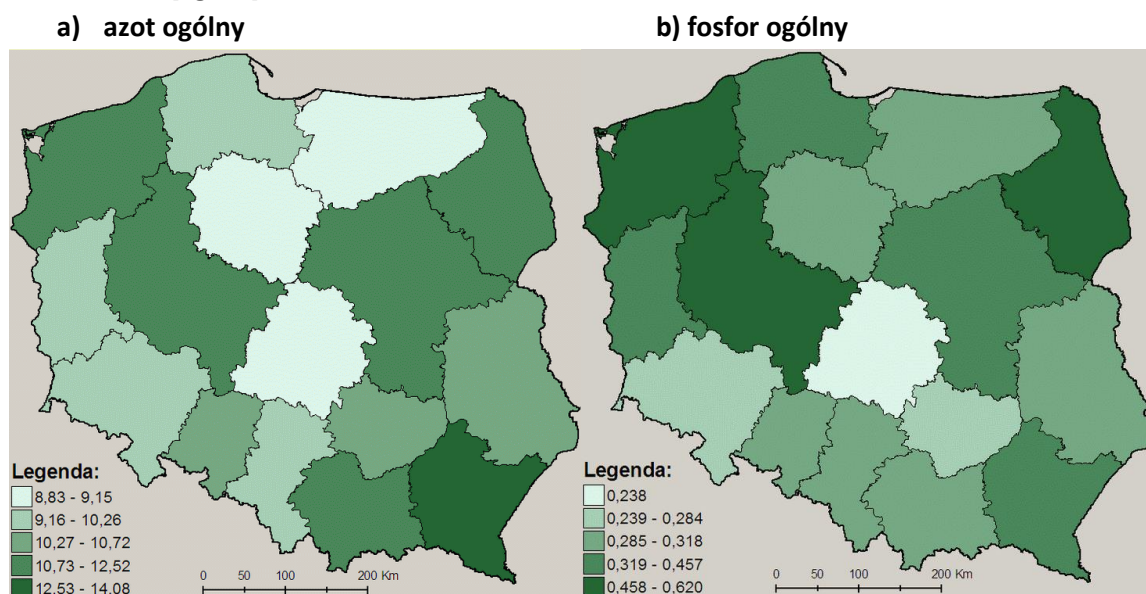 a) azot ogólny
b) fosfor ogólny
Legenda:
8,83 - 9,15
9,16 - 10,26
10,27 - 10,72
10,73 - 12,52
12,53 - 14,08
0 50 100 200 Km
Legenda:
0,238
0,239 - 0,284
0,285 - 0,318
0,319 - 0,457
0,458 - 0,620
0 50 100 200 Km